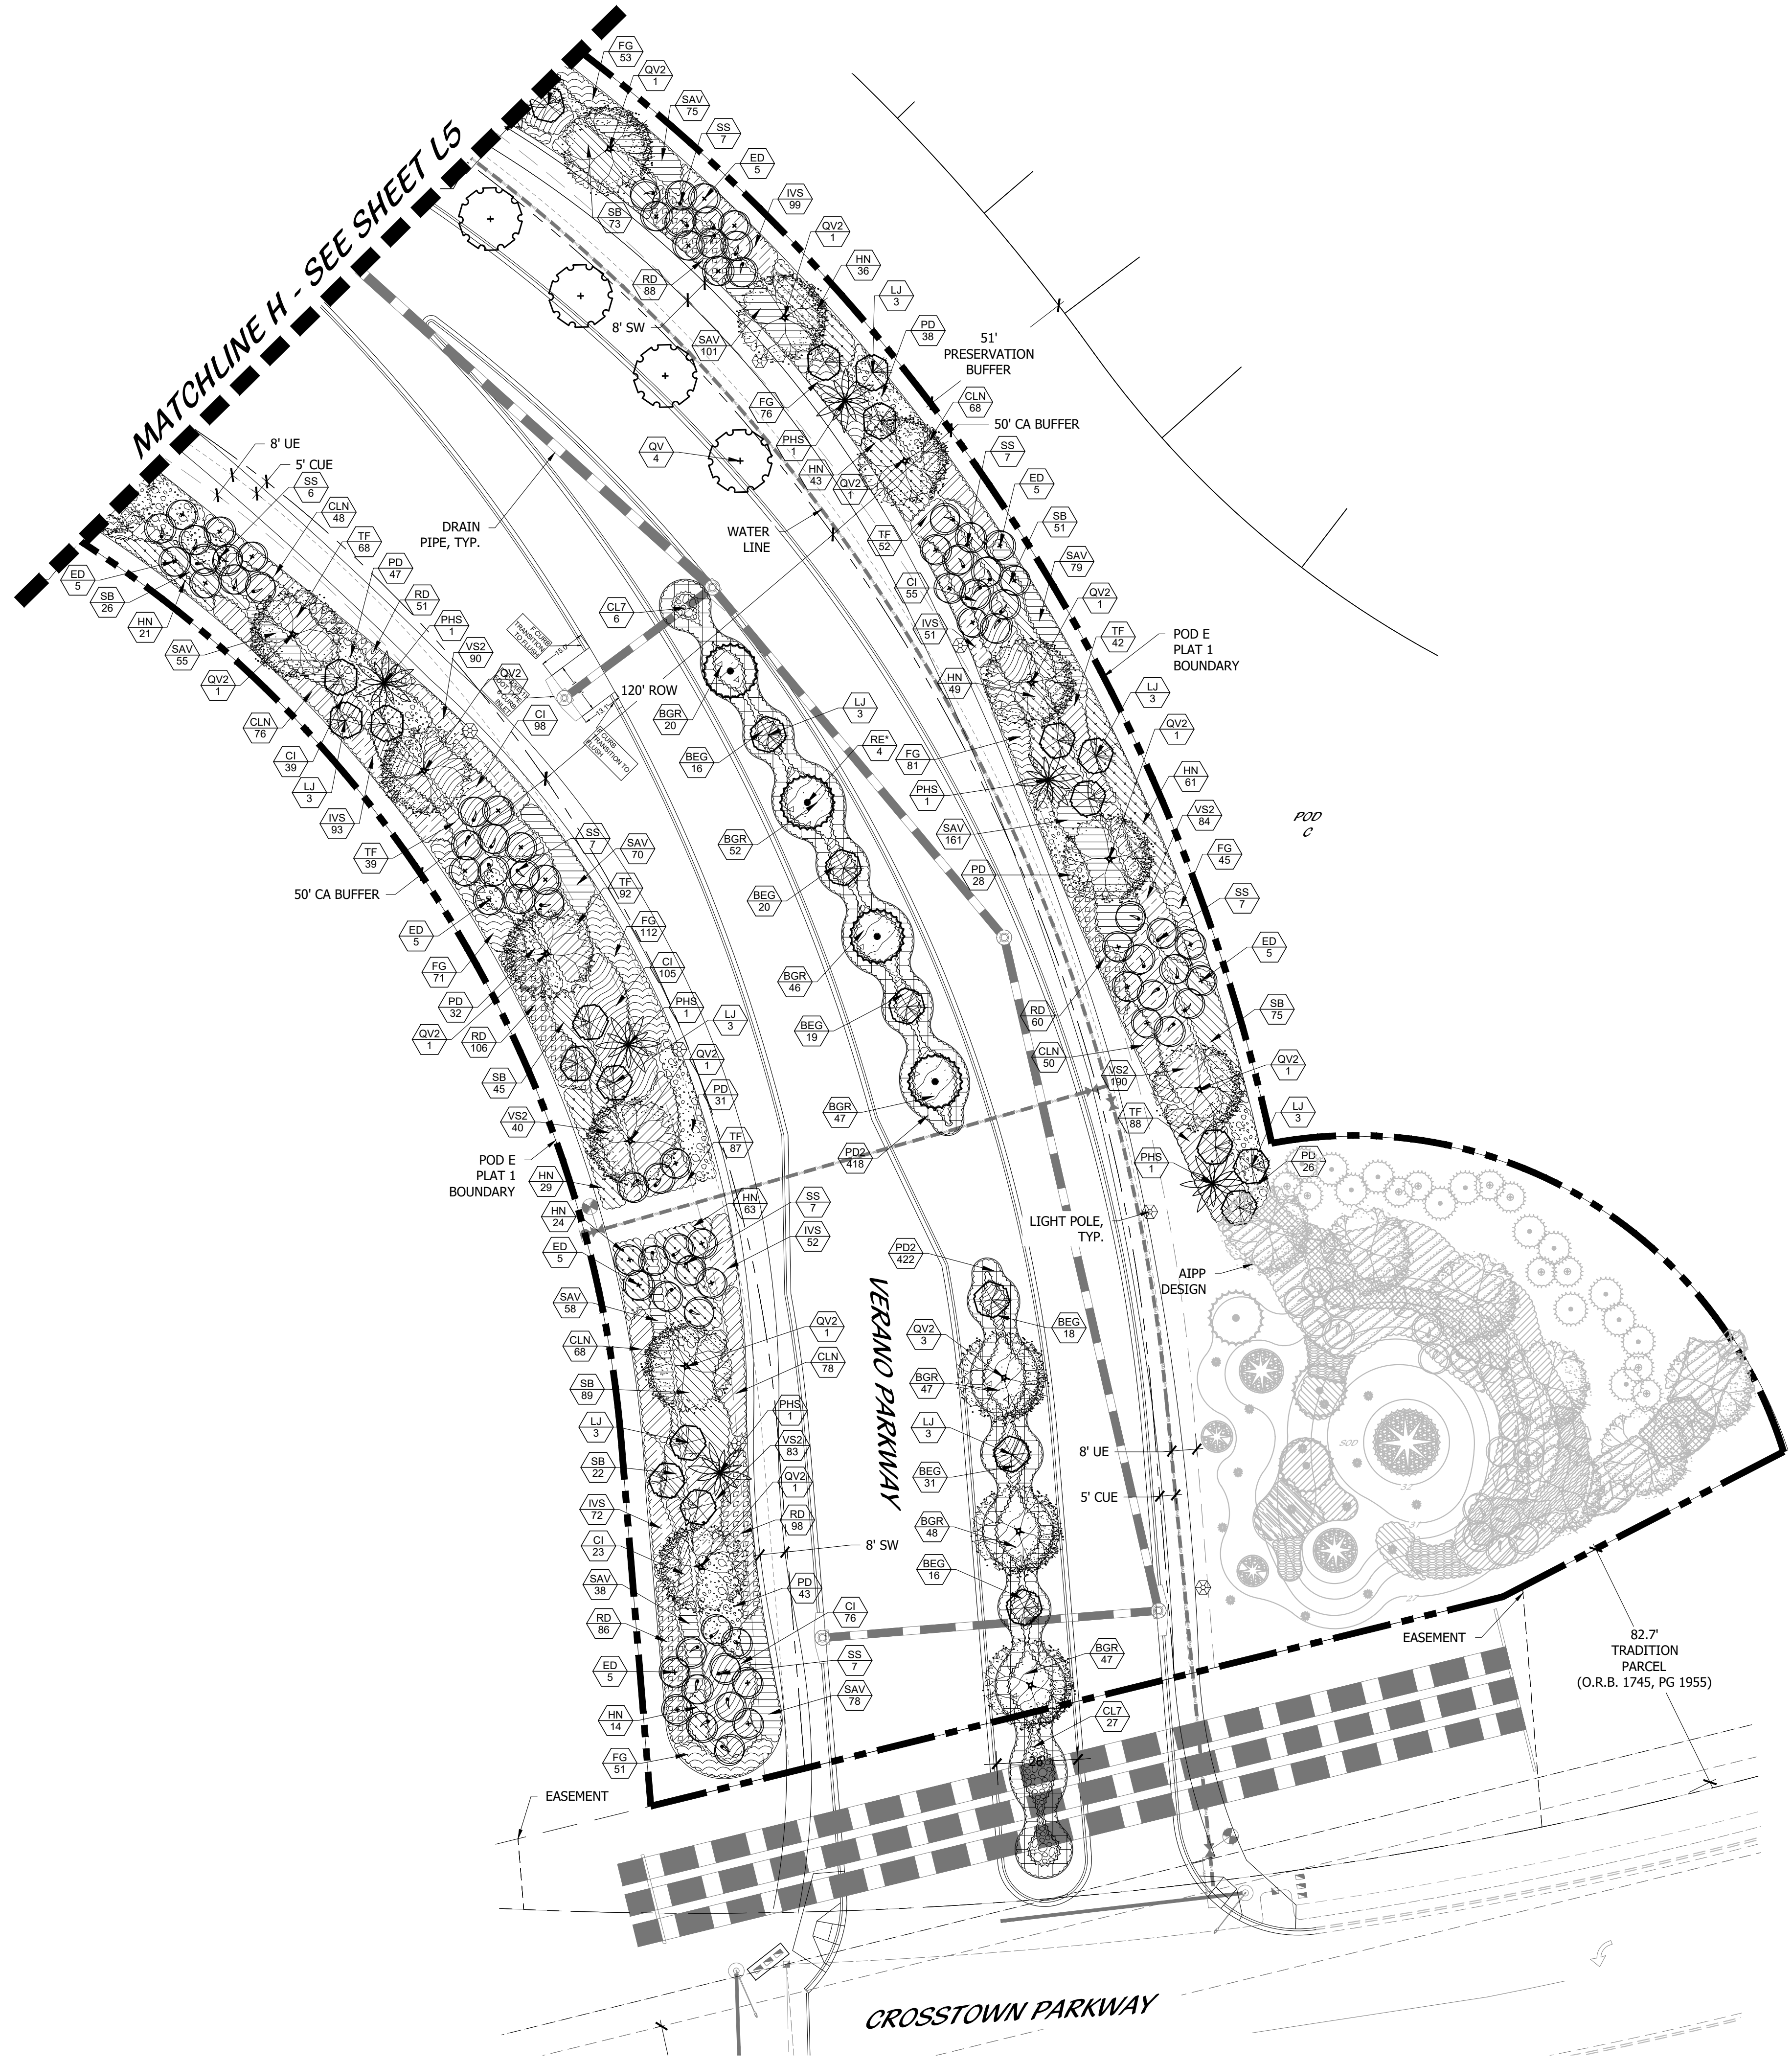 FG
53
QV2
1
SAV
75
SS
7
ED
5
IVS
99
SB
73
QV2
1
HN
36
RD
88
LJ
3
8' SW
PD
38
SAV
101
51'
PRESERVATION
BUFFER
MATCHLINE H - SEE SHEET L5
FG
76
CLN
68
50' CA BUFFER
PHS
1
8' UE
QV
4
SS
7
5' CUE
HN
43
QV2
1
ED
5
SS
6
CLN
48
DRAIN
PIPE, TYP.
WATER
LINE
SB
51
TF
68
TF
52
SAV
79
PD
47
ED
5
CI
55
QV2
1
SB
26
RD
51
CL7
6
IVS
51
TF
42
HN
21
PHS
1
POD E
PLAT 1
BOUNDARY
SAV
55
VS2
90
F CURB
TRANSITION
TO FLUSH
15.0'
QV2
1
QV2
INLET
120' ROW
HN
49
LJ
3
CLN
76
CI
98
13.1'
F CURB
TRANSITION TO
FLUSH
BGR
20
LJ
3
QV2
1
CI
39
BEG
16
RE*
4
FG
81
HN
61
LJ
3
PHS
1
VS2
84
POD
C
IVS
93
SS
7
BGR
52
SAV
161
FG
45
TF
39
SAV
70
PD
28
50' CA BUFFER
TF
92
BEG
20
SS
7
ED
5
FG
112
ED
5
FG
71
CI
105
BGR
46
PD
32
PHS
1
RD
60
SB
75
QV2
1
RD
106
LJ
3
BEG
19
CLN
50
QV2
1
QV2
1
SB
45
PD
31
VS2
190
VS2
40
BGR
47
TF
88
LJ
3
TF
87
POD E
PLAT 1
BOUNDARY
PD2
418
PHS
1
PD
26
HN
29
HN
63
SS
7
HN
24
LIGHT POLE,
TYP.
IVS
52
ED
5
PD2
422
AIPP
DESIGN
SAV
58
VERANO PARKWAY
QV2
1
BEG
18
CLN
68
QV2
3
CLN
78
SB
89
BGR
47
PHS
1
LJ
3
LJ
3
VS2
83
8' UE
SOD
SB
22
BEG
31
QV2
1
5' CUE
IVS
72
RD
98
BGR
48
CI
23
8' SW
BEG
16
SAV
38
PD
43
RD
86
CI
76
EASEMENT
82.7'
TRADITION
PARCEL
(O.R.B. 1745, PG 1955)
ED
5
SS
7
BGR
47
SAV
78
HN
14
CL7
27
FG
51
26'
EASEMENT
CROSSTOWN PARKWAY